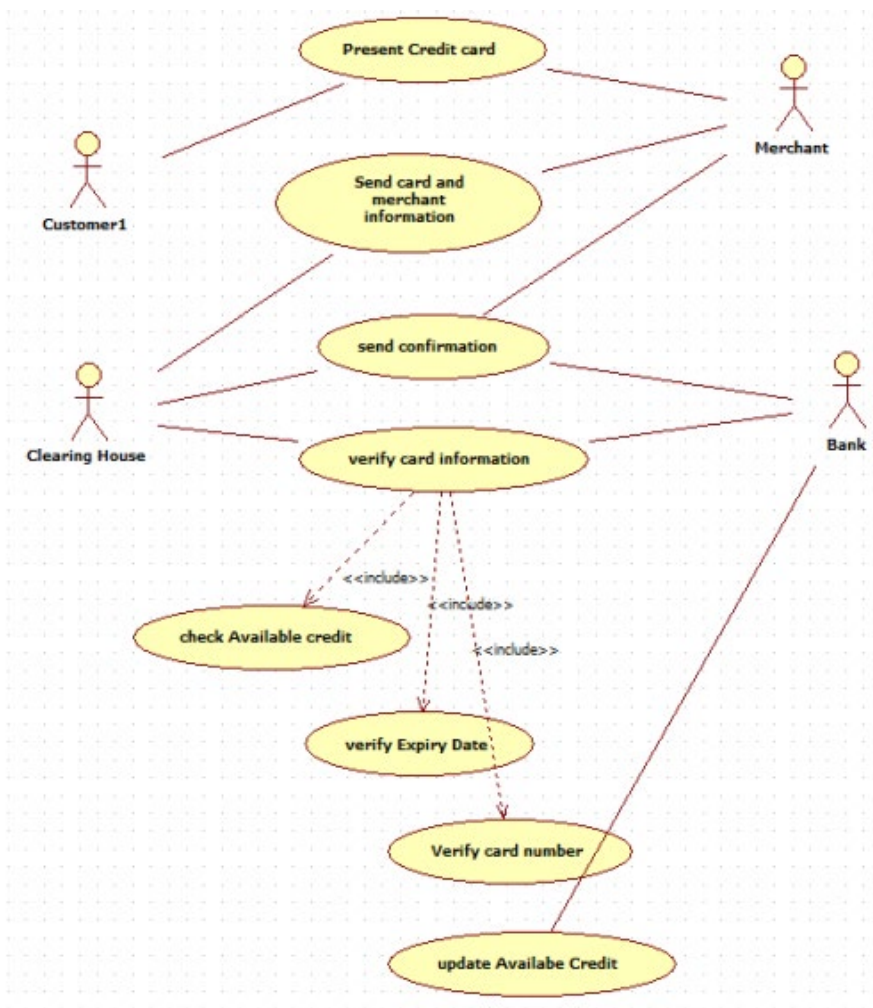 Present Credit card
Merchant
Customer1
Send card and
merchant
information
send confirmation
Clearing House
Bank
verify card information
<<include>>
<<include>>
<<include>>
check Available credit
verify Expiry Date
Verify card number
update Availabe Credit